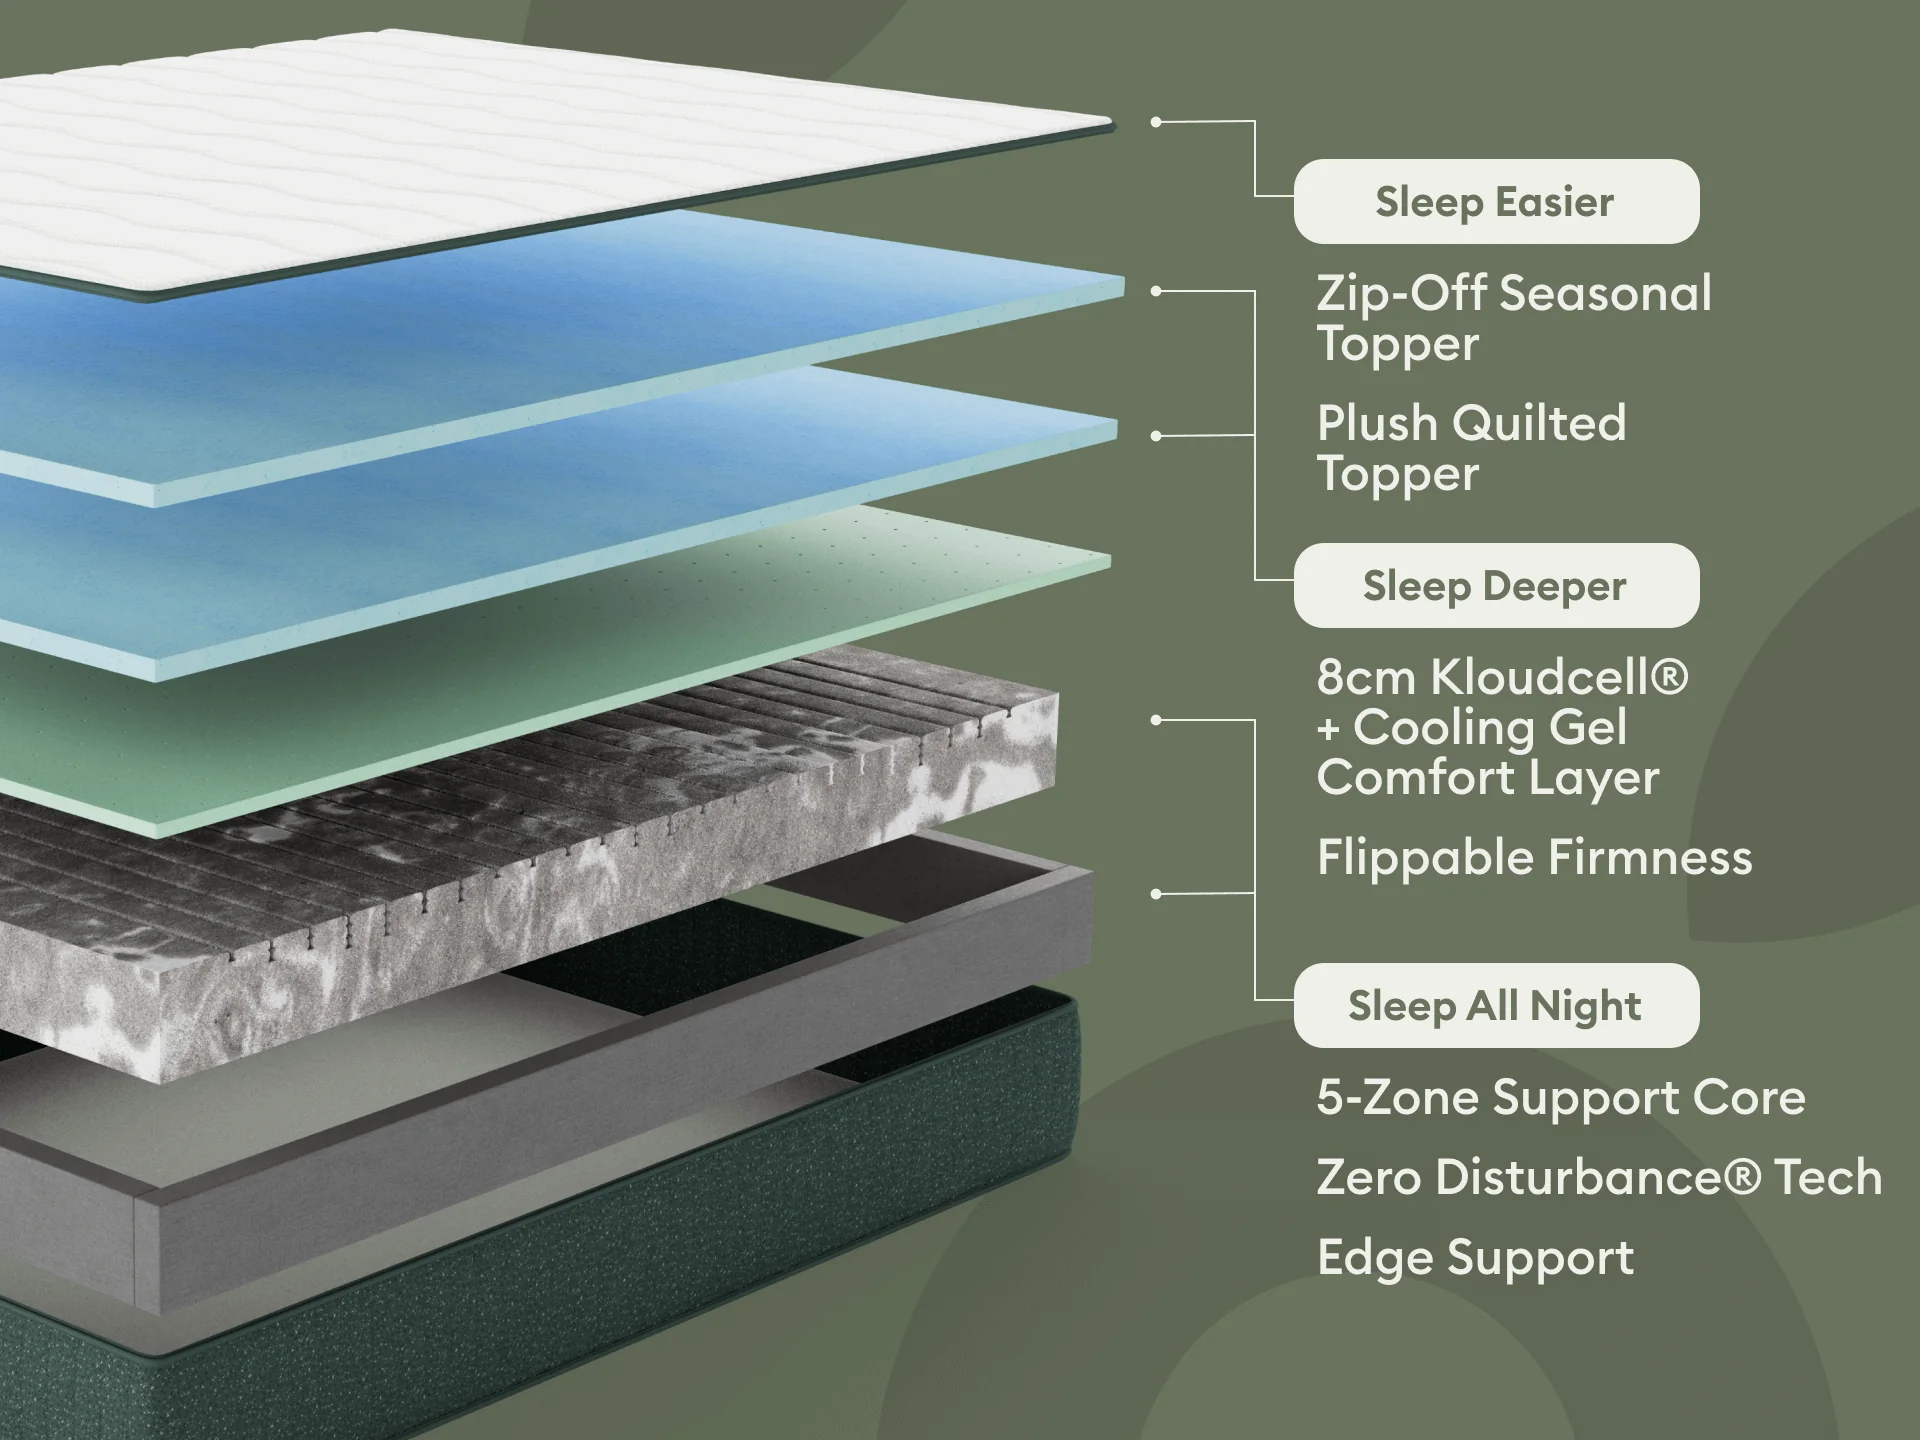 Sleep Easier
Zip-Off Seasonal
Topper
Plush Quilted
Topper
Sleep Deeper
8cm Kloudcell®
+ Cooling Gel
Comfort Layer
Flippable Firmness
Sleep All Night
5-Zone Support Core
Zero Disturbance® Tech
Edge Support